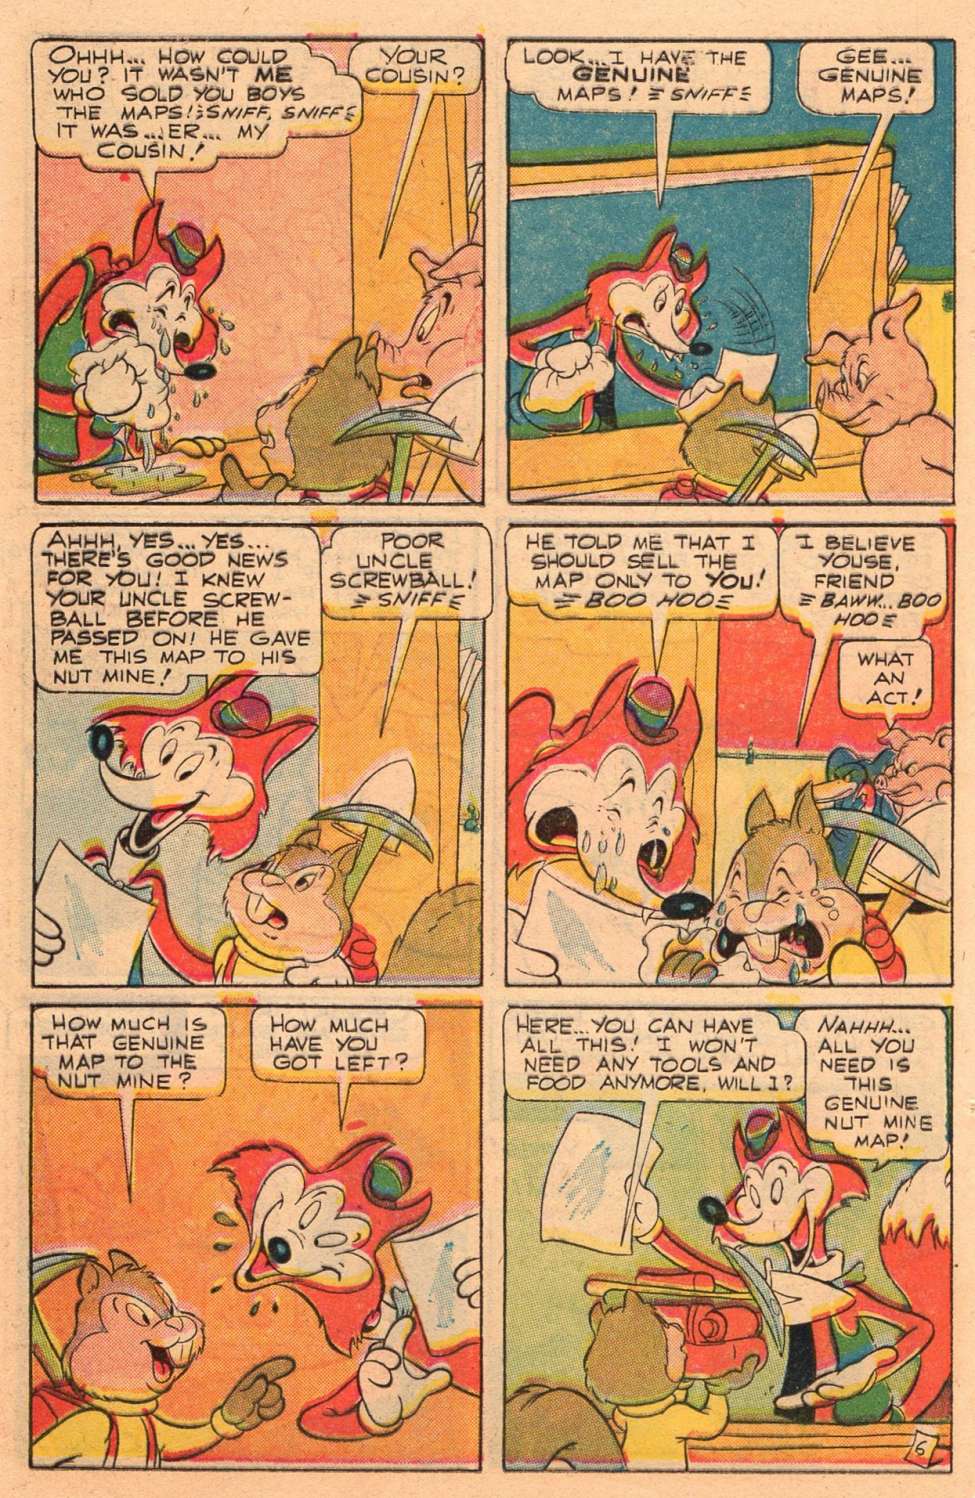 OHHH... HOW COULD
YOU? IT WASN'T ME
WHO SOLD YOU BOYS
THE MAPS! SNIFF, SNIFF
IT WAS... ER... MY
COUSIN!
YOUR
COUSIN?
LOOK... I HAVE THE
GENUINE
MAPS! SNIFF
GEE...
GENUINE
MAPS!
AHHH, YES... YES...
THERE'S GOOD NEWS
FOR YOU! I KNEW
YOUR UNCLE SCREW-
BALL BEFORE HE
PASSED ON! HE GAVE
ME THIS MAP TO HIS
NUT MINE!
POOR
UNCLE
SCREWBALL!
SNIFF
HE TOLD ME THAT I
SHOULD SELL THE
MAP ONLY TO YOU!
BOO HOO
I BELIEVE
YOUSE,
FRIEND
BAWW... BOO
HOO
WHAT
AN
ACT!
HOW MUCH IS
THAT GENUINE
MAP TO THE
NUT MINE?
HOW MUCH
HAVE YOU
GOT LEFT?
HERE... YOU CAN HAVE
ALL THIS! I WON'T
NEED ANY TOOLS AND
FOOD ANYMORE, WILL I?
NAHHH...
ALL YOU
NEED IS
THIS
GENUINE
NUT MINE
MAP!
6